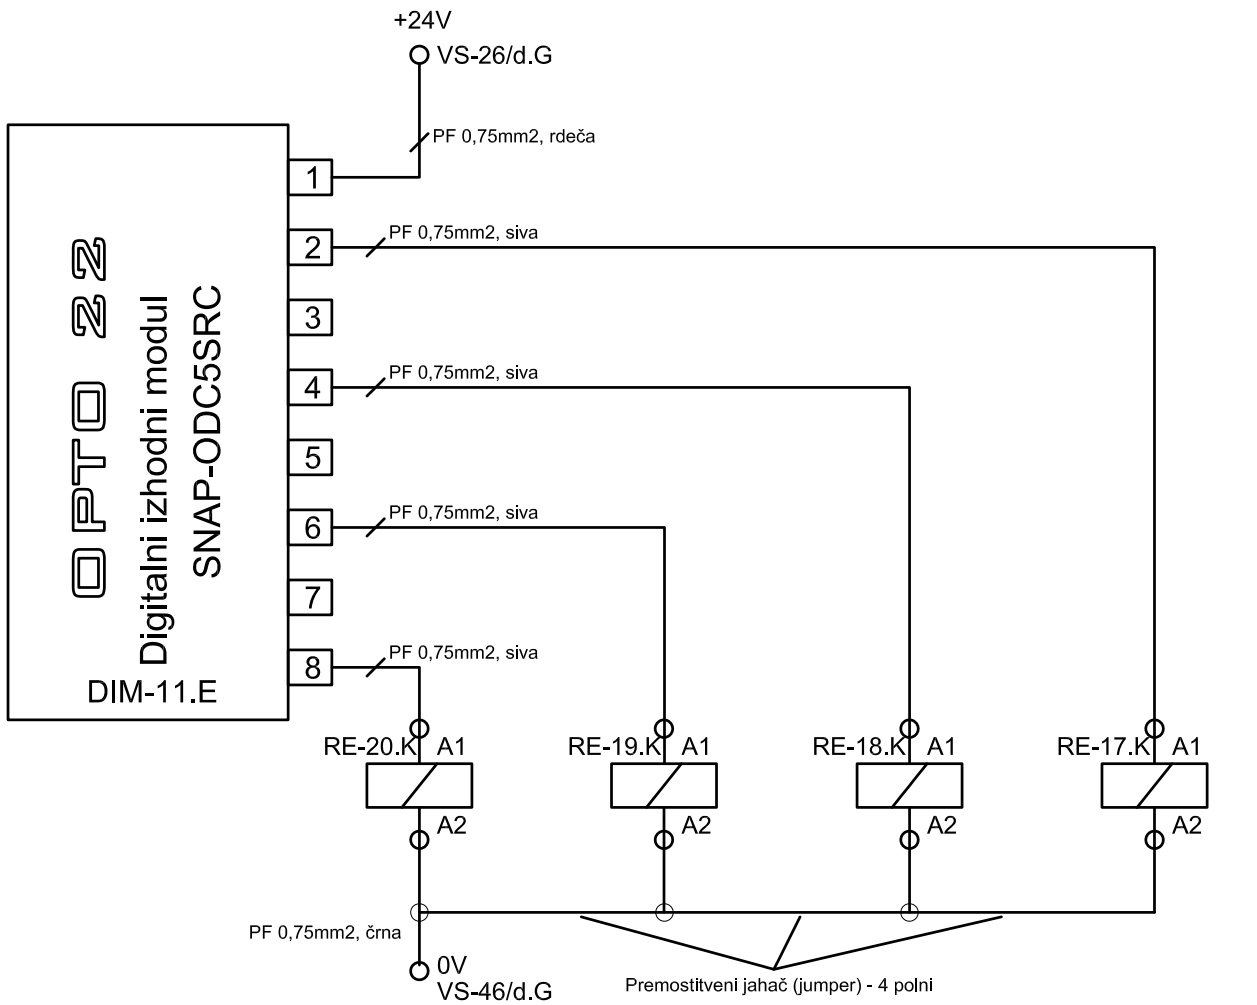 +24V
VS-26/d.G
PF 0,75mm2, rdeča
1
PF 0,75mm2, siva
2
3
PF 0,75mm2, siva
4
5
PF 0,75mm2, siva
6
7
PF 0,75mm2, siva
8
OPTO 22
Digitalni izhodni modul
SNAP-ODC5SRC
DIM-11.E
RE-20.K A1
RE-19.K A1
RE-18.K A1
RE-17.K A1
A2
A2
A2
A2
PF 0,75mm2, črna
0V
VS-46/d.G
Premostitveni jahač (jumper) - 4 polni